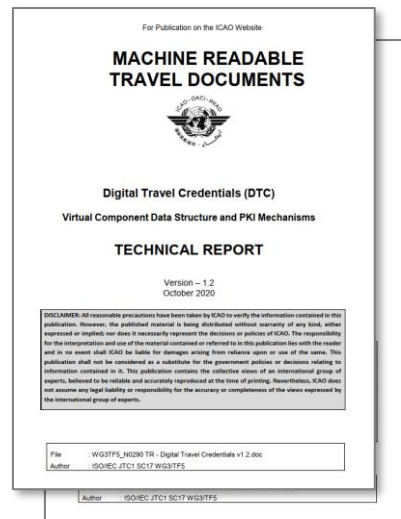 For Publication on the ICAO Website
MACHINE READABLE
TRAVEL DOCUMENTS
ICAO · OACI · ИКАО
Digital Travel Credentials (DTC)
Virtual Component Data Structure and PKI Mechanisms
TECHNICAL REPORT
Version – 1.2
October 2020
DISCLAIMER: All reasonable precautions have been taken by ICAO to verify the information contained in this
publication. However, the published material is being distributed without warranty of any kind, either
expressed or implied; nor does it necessarily represent the decisions or policies of ICAO. The responsibility
for the interpretation and use of the material contained or referred to in this publication lies with the reader
and in no event shall ICAO be liable for damages arising from reliance upon or use of the same. This
publication shall not be considered as a substitute for the government policies or decisions relating to
information contained in it. This publication contains the collective views of an international group of
experts, believed to be reliable and accurately reproduced at the time of printing. Nevertheless, ICAO does
not assume any legal liability or responsibility for the accuracy or completeness of the views expressed by
the international group of experts.
File : WG3TF5_N0290 TR - Digital Travel Credentials v1.2.doc
Author : ISO/IEC JTC1 SC17 WG3/TF5
Author : ISO/IEC JTC1 SC17 WG3/TF5